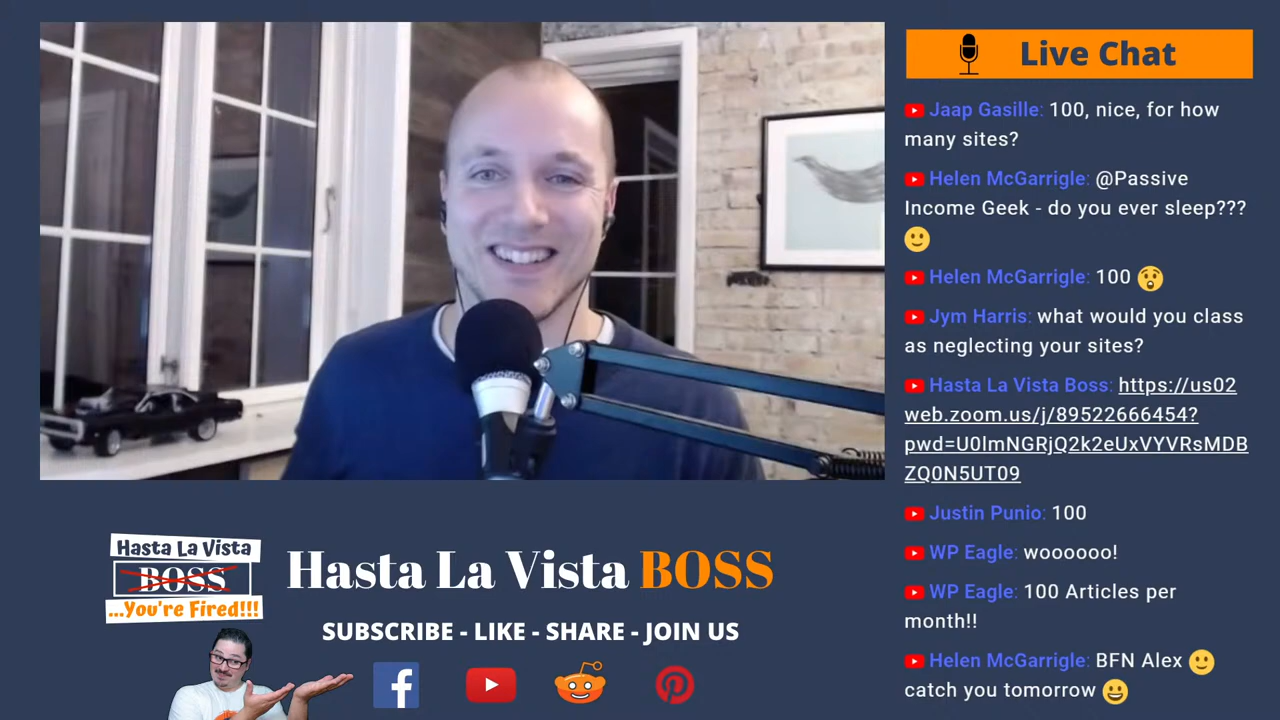 Live Chat
Jaap Gasille: 100, nice, for how
many sites?
Helen McGarrigle: @Passive
Income Geek - do you ever sleep???
Helen McGarrigle: 100
Jym Harris: what would you class
as neglecting your sites?
Hasta La Vista Boss: https://us02
web.zoom.us/j/89522666454?
pwd=U0lmNGRjQ2k2eUxVYVRsMDB
ZQ0N5UT09
Justin Punio: 100
WP Eagle: woooooo!
WP Eagle: 100 Articles per
month!!
Helen McGarrigle: BFN Alex
catch you tomorrow
Hasta La Vista
BOSS
...You're Fired!!!
Hasta La Vista BOSS
SUBSCRIBE - LIKE - SHARE - JOIN US